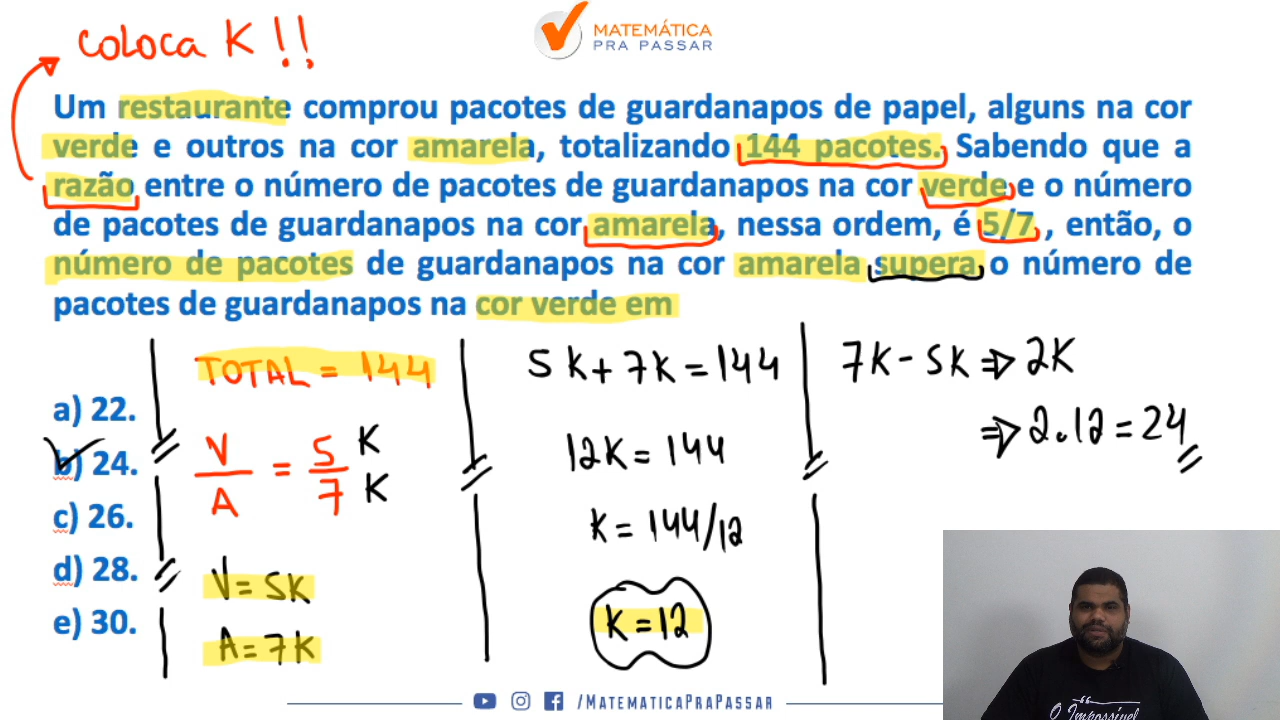 COLOCA K !!
MATEMÁTICA
PRA PASSAR
Um restaurante comprou pacotes de guardanapos de papel, alguns na cor
verde e outros na cor amarela, totalizando 144 pacotes. Sabendo que a
razão entre o número de pacotes de guardanapos na cor verde e o número
de pacotes de guardanapos na cor amarela, nessa ordem, é 5/7 , então, o
número de pacotes de guardanapos na cor amarela supera o número de
pacotes de guardanapos na cor verde em
a) 22.
b) 24.
c) 26.
d) 28.
e) 30.
TOTAL = 144
V/A = 5K/7K
V = 5K
A = 7K
5K + 7K = 144
12K = 144
K = 144/12
K = 12
7K - 5K ⇒ 2K
⇒ 2.12 = 24
/MATEMATICAPRAPASSAR
O Impossível